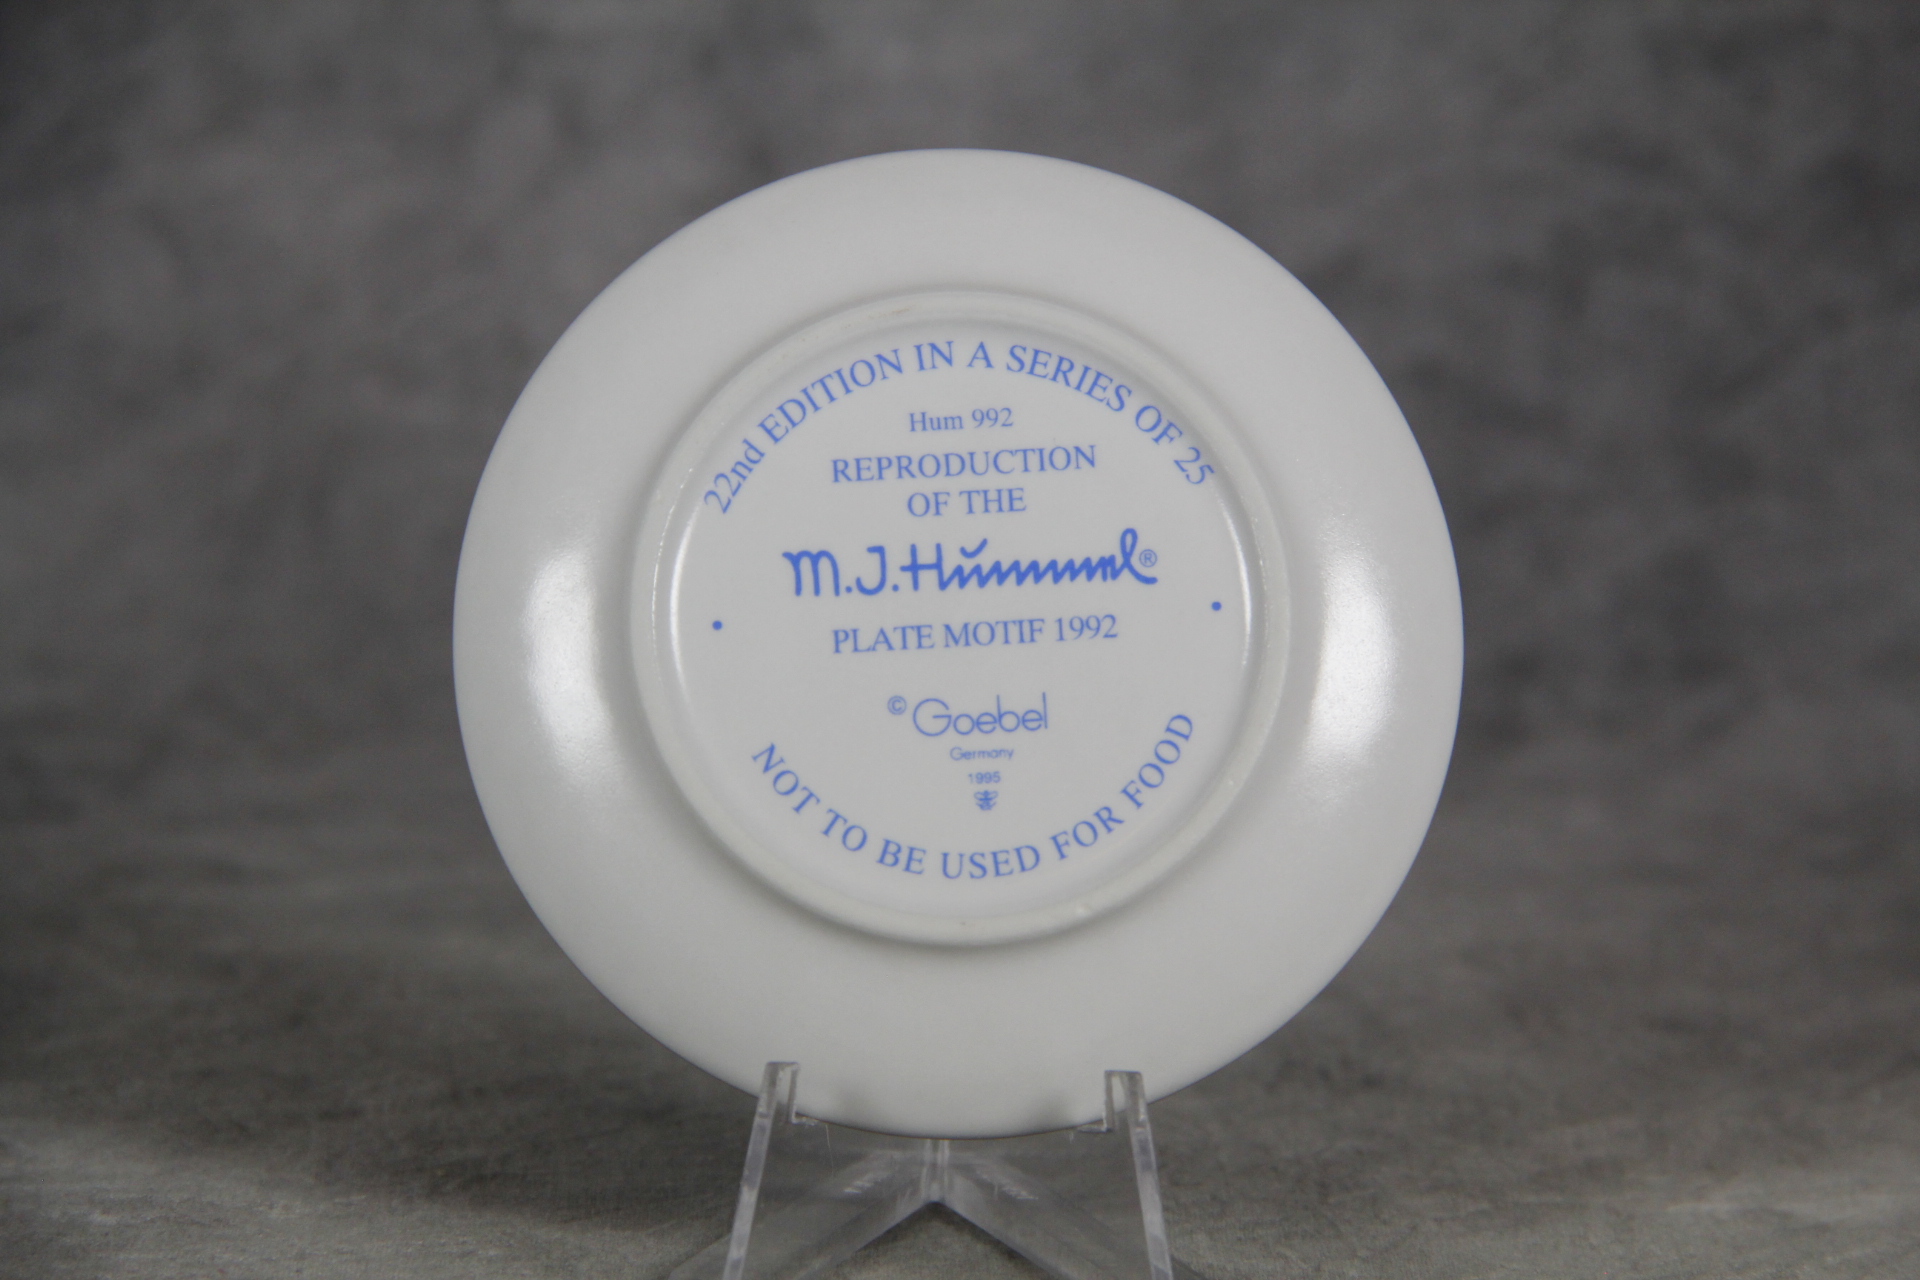 22nd EDITION IN A SERIES OF 25
Hum 992
REPRODUCTION
OF THE
M.J.Hummel®
PLATE MOTIF 1992
© Goebel
Germany
1995
NOT TO BE USED FOR FOOD